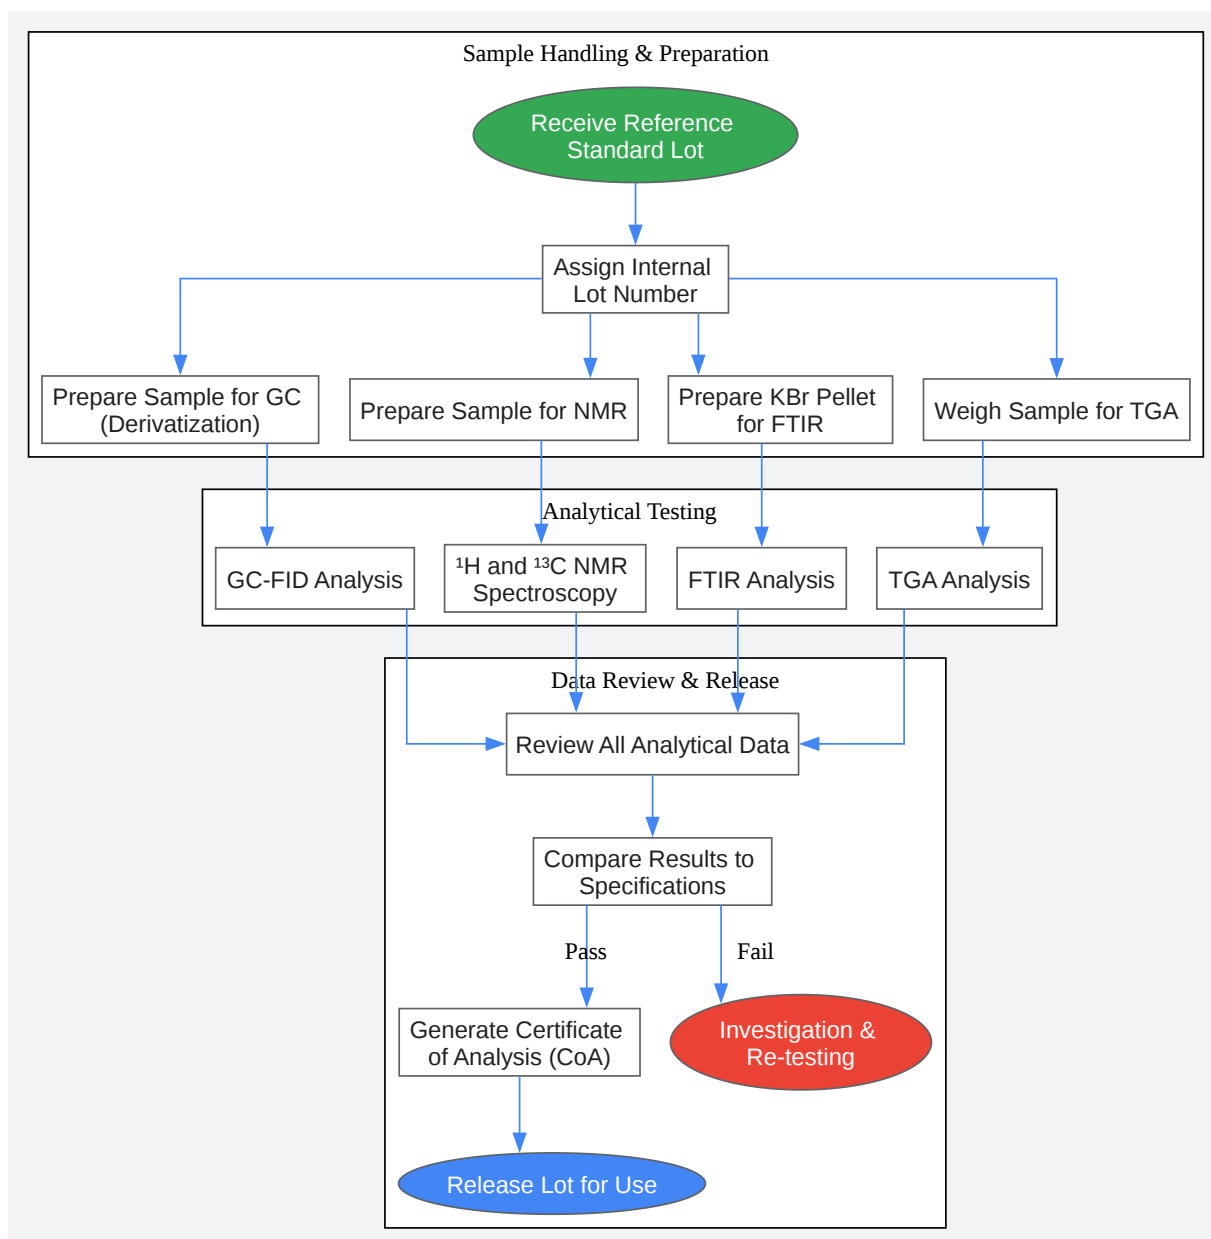 Sample Handling & Preparation
Receive Reference
Standard Lot
Assign Internal
Lot Number
Prepare Sample for GC
(Derivatization)
Prepare Sample for NMR
Prepare KBr Pellet
for FTIR
Weigh Sample for TGA
Analytical Testing
GC-FID Analysis
¹H and ¹³C NMR
Spectroscopy
FTIR Analysis
TGA Analysis
Data Review & Release
Review All Analytical Data
Compare Results to
Specifications
Pass
Fail
Generate Certificate
of Analysis (CoA)
Investigation &
Re-testing
Release Lot for Use